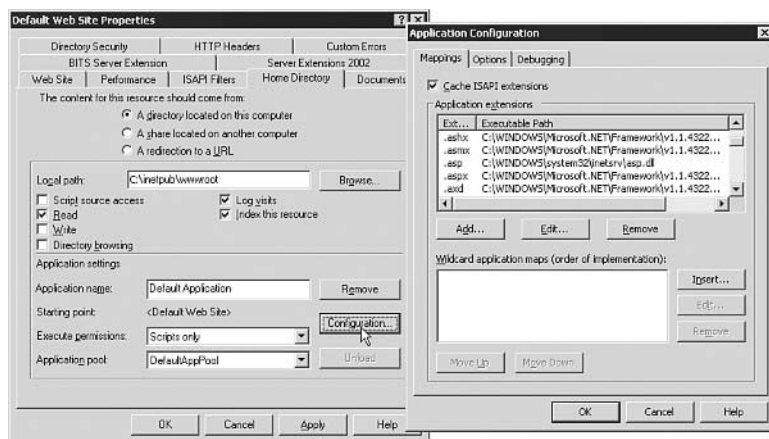 Default Web Site Properties
Directory Security
HTTP Headers
Custom Errors
BITS Server Extension
Server Extensions 2002
Web Site
Performance
ISAPI Filters
Home Directory
Documents
The content for this resource should come from:
A directory located on this computer
A share located on another computer
A redirection to a URL
Local path:
C:\inetpub\wwwroot
Browse...
Script source access
Log visits
Read
Index this resource
Write
Directory browsing
Application settings
Application name:
Default Application
Remove
Starting point:
<Default Web Site>
Configuration...
Execute permissions:
Scripts only
Application pool:
DefaultAppPool
Unload
OK
Cancel
Apply
Help
Application Configuration
Mappings
Options
Debugging
Cache ISAPI extensions
Application extensions
Ext... Executable Path
.ashx C:\WINDOWS\Microsoft.NET\Framework\v1.1.4322...
.asmx C:\WINDOWS\Microsoft.NET\Framework\v1.1.4322...
.asp C:\WINDOWS\system32\inetsrv\asp.dll
.aspx C:\WINDOWS\Microsoft.NET\Framework\v1.1.4322...
.axd C:\WINDOWS\Microsoft.NET\Framework\v1.1.4322...
Add...
Edit...
Remove
Wildcard application maps (order of implementation):
Insert...
Edit...
Remove
Move Up
Move Down
OK
Cancel
Help